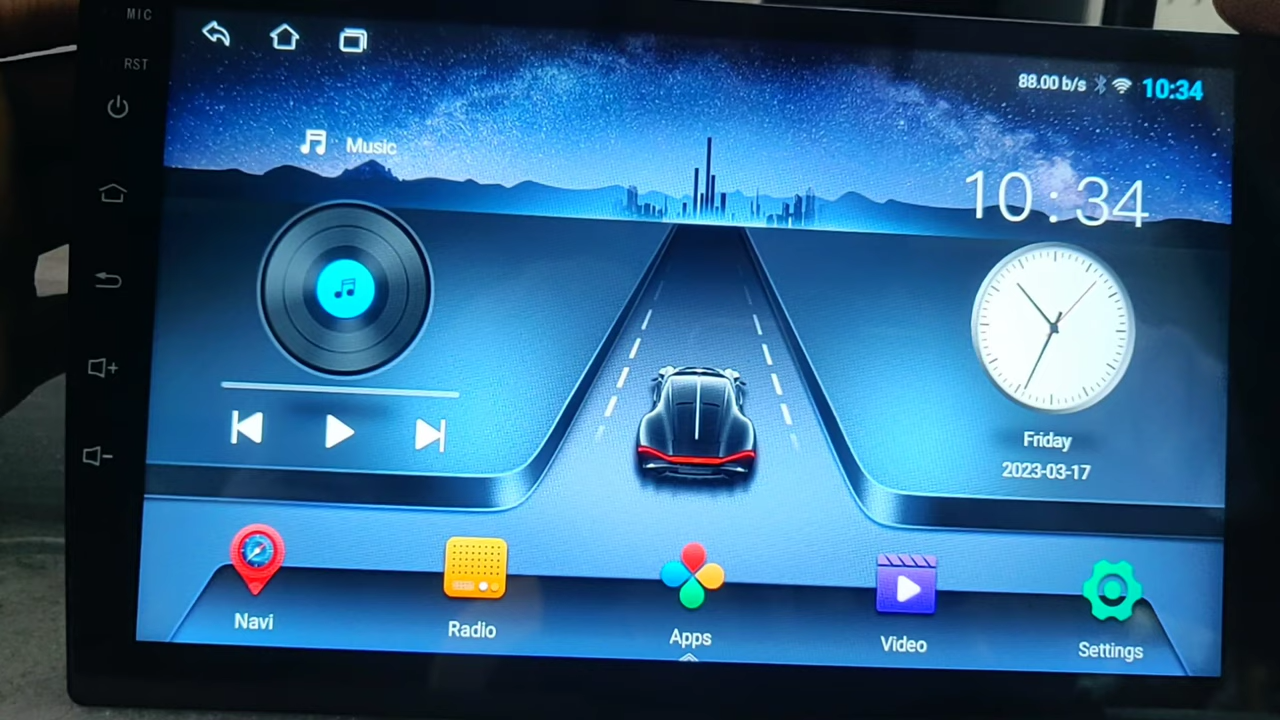 MIC
RST
88.00 b/s 10:34
Music
10:34
Friday
2023-03-17
Navi
Radio
Apps
Video
Settings